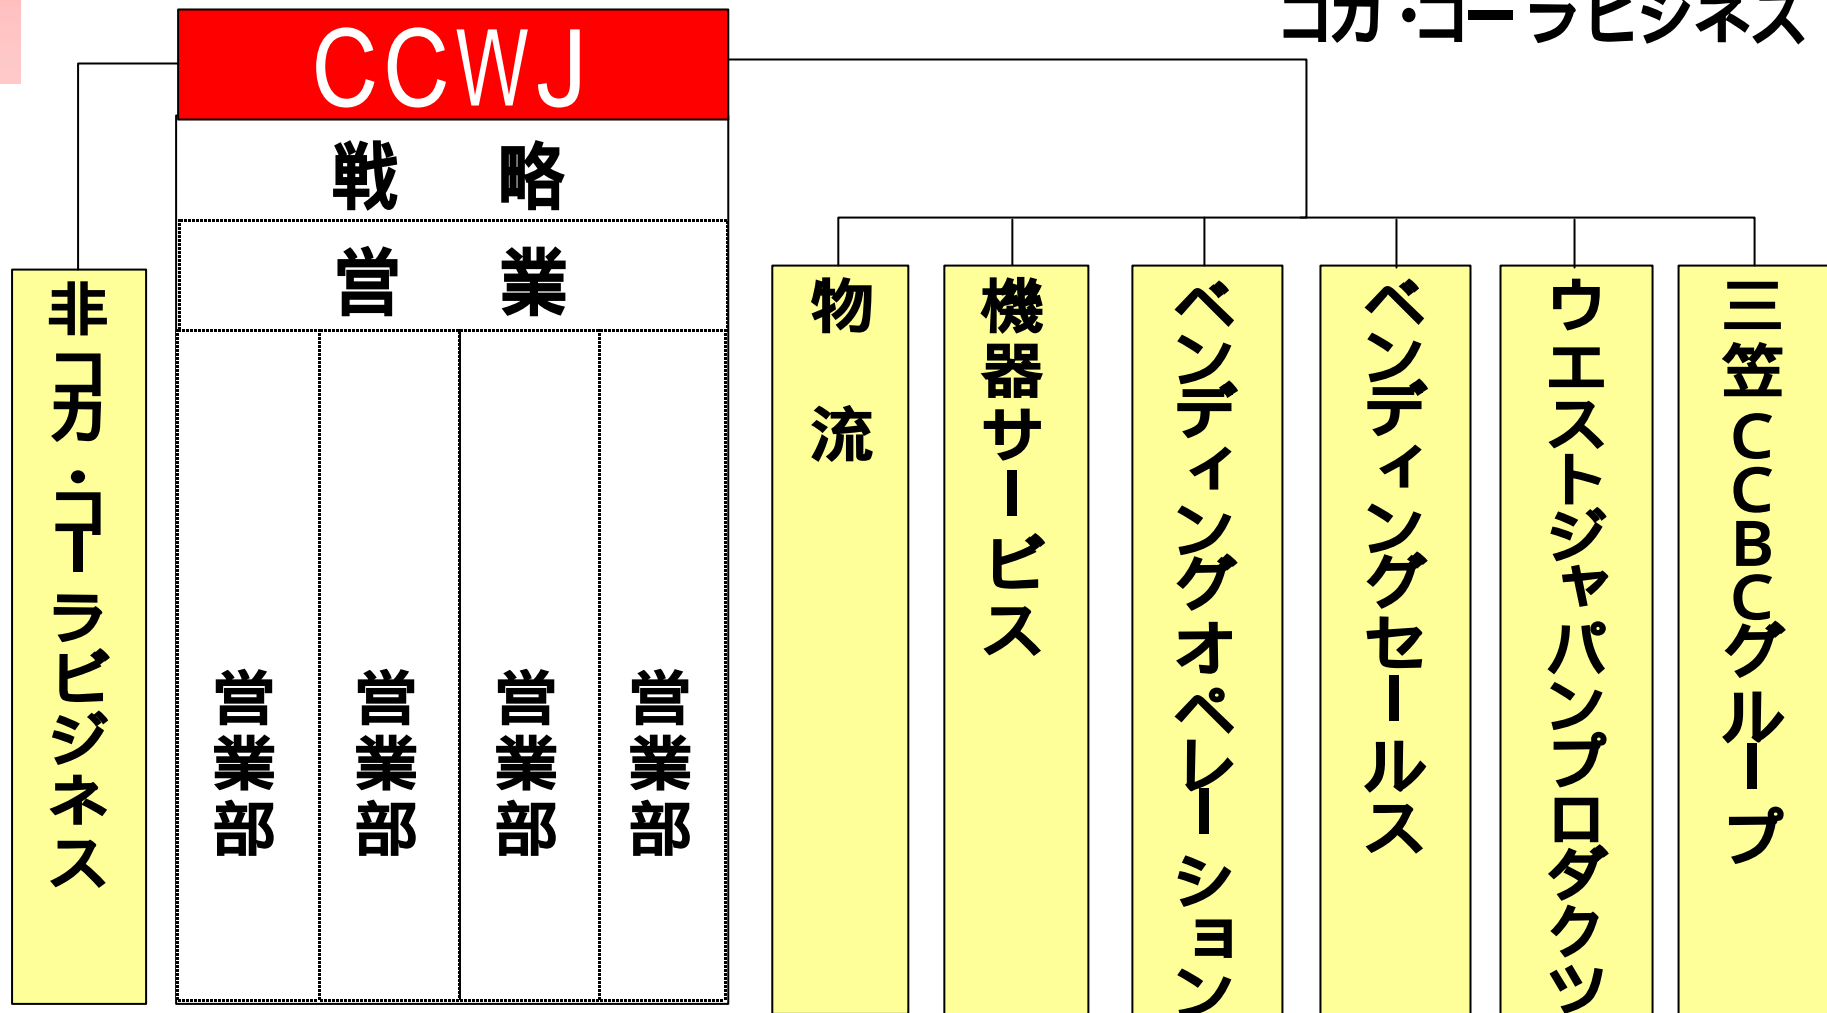 コカ・コーラビジネス
CCWJ
戦 略
営 業
非コカ・コーラビジネス
営業部
営業部
営業部
営業部
物 流
機器サービス
ベンディングオペレーション
ベンディングセールス
ウエストジャパンプロダクツ
三笠CCBCグループ